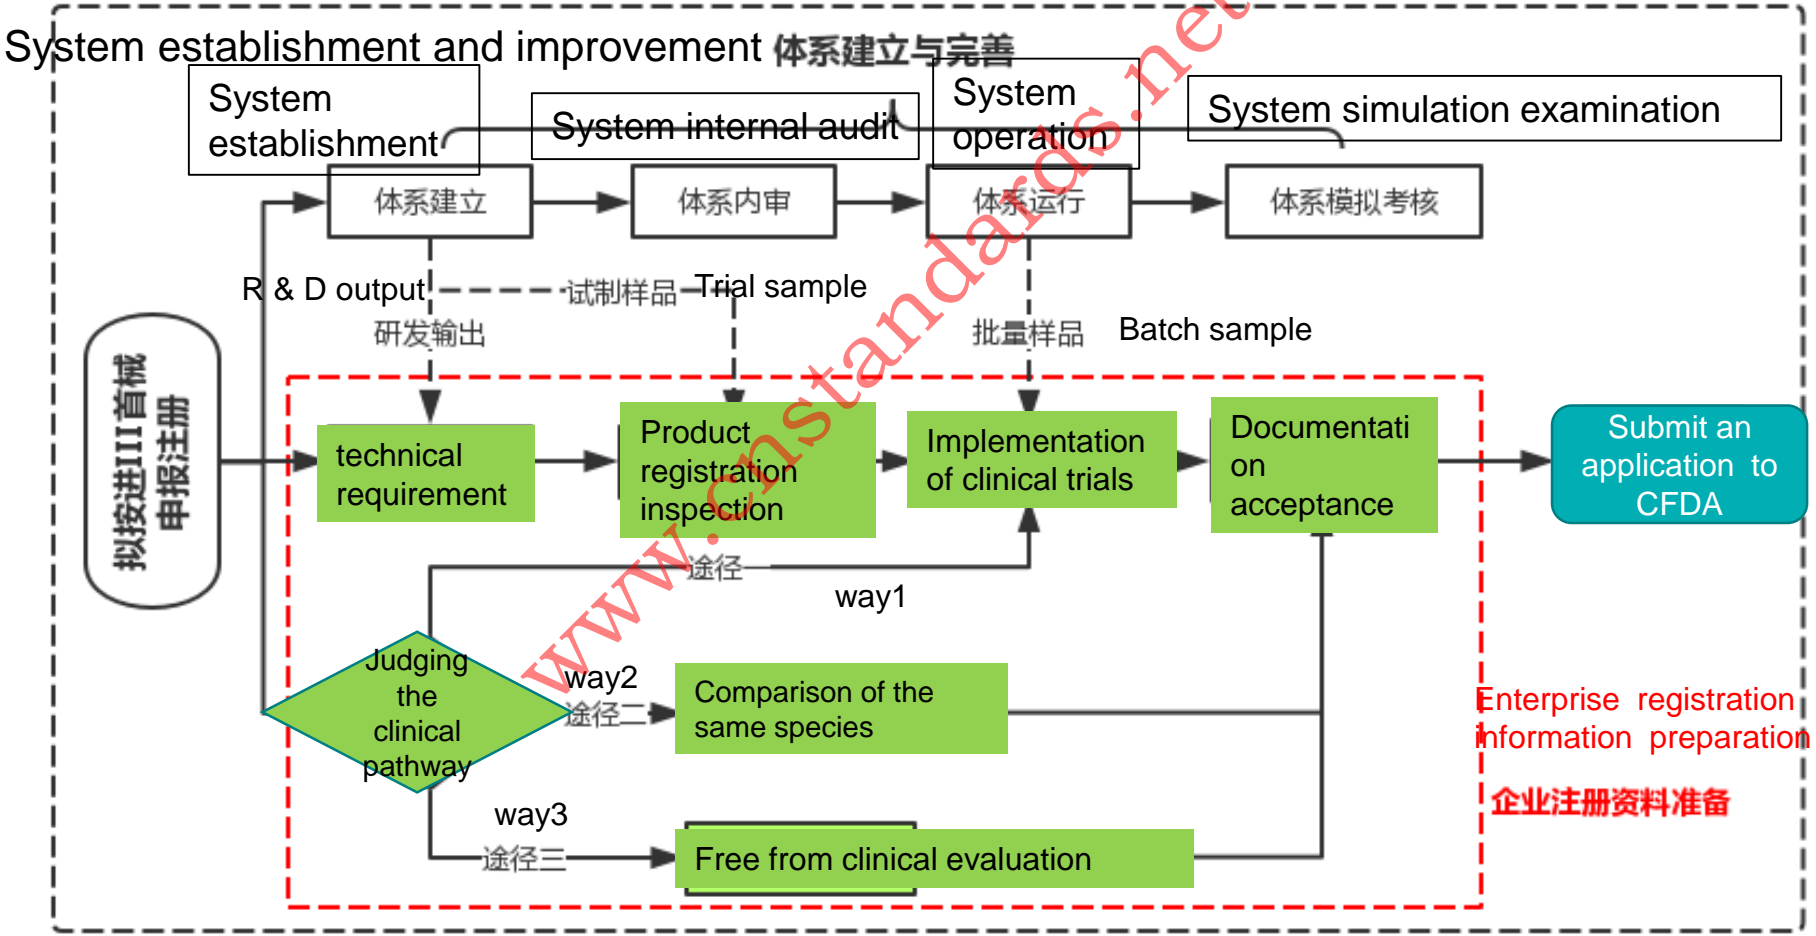 System establishment and improvement 体系建立与完善
System
establishment
System internal audit
System
operation
System simulation examination
体系建立
体系内审
体系运行
体系模拟考核
R & D output
试制样品
Trial sample
研发输出
批量样品
Batch sample
拟按进III首械
申报注册
technical
requirement
Product
registration
inspection
Implementation
of clinical trials
Documentati
on
acceptance
Submit an
application to
CFDA
途径
way1
Judging
the
clinical
pathway
way2
途径二
Comparison of the
same species
Enterprise registration
information preparation
企业注册资料准备
way3
途径三
Free from clinical evaluation
www.cnstandards.net